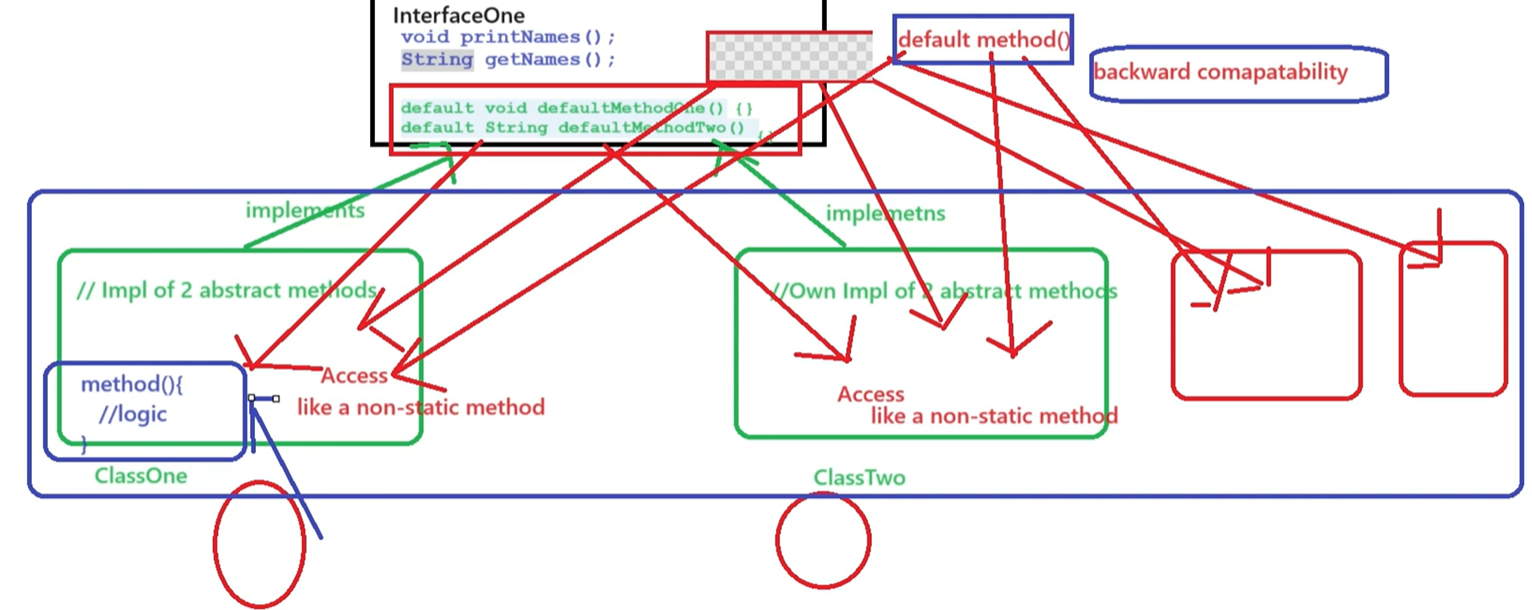 InterfaceOne
void printNames();
String getNames();
default method()
backward comapatability
default void defaultMethodOne() {}
default String defaultMethodTwo() {}
implements
implemetns
// Impl of 2 abstract methods
//Own Impl of 2 abstract methods
method(){
//logic
}
Access
like a non-static method
Access
like a non-static method
ClassOne
ClassTwo